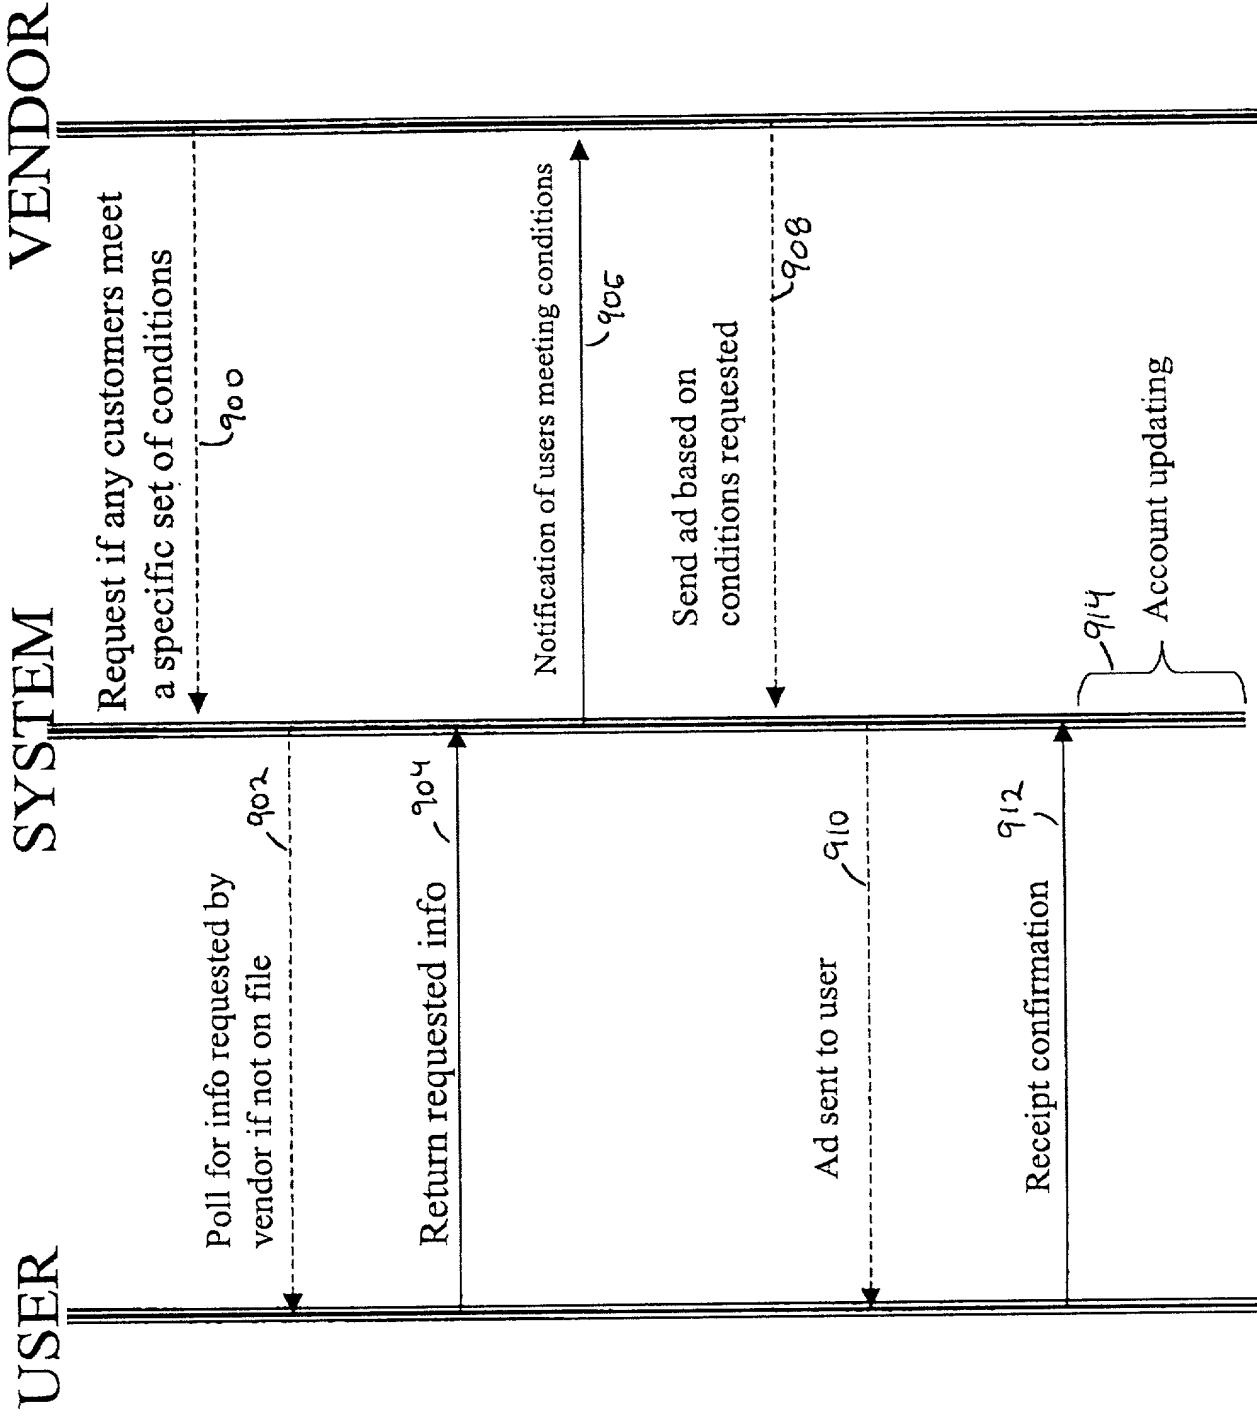 USER
SYSTEM
VENDOR
Request if any customers meet
a specific set of conditions
900
Poll for info requested by
vendor if not on file
902
Return requested info
904
Notification of users meeting conditions
906
Send ad based on
conditions requested
908
Ad sent to user
910
Receipt confirmation
912
914
Account updating